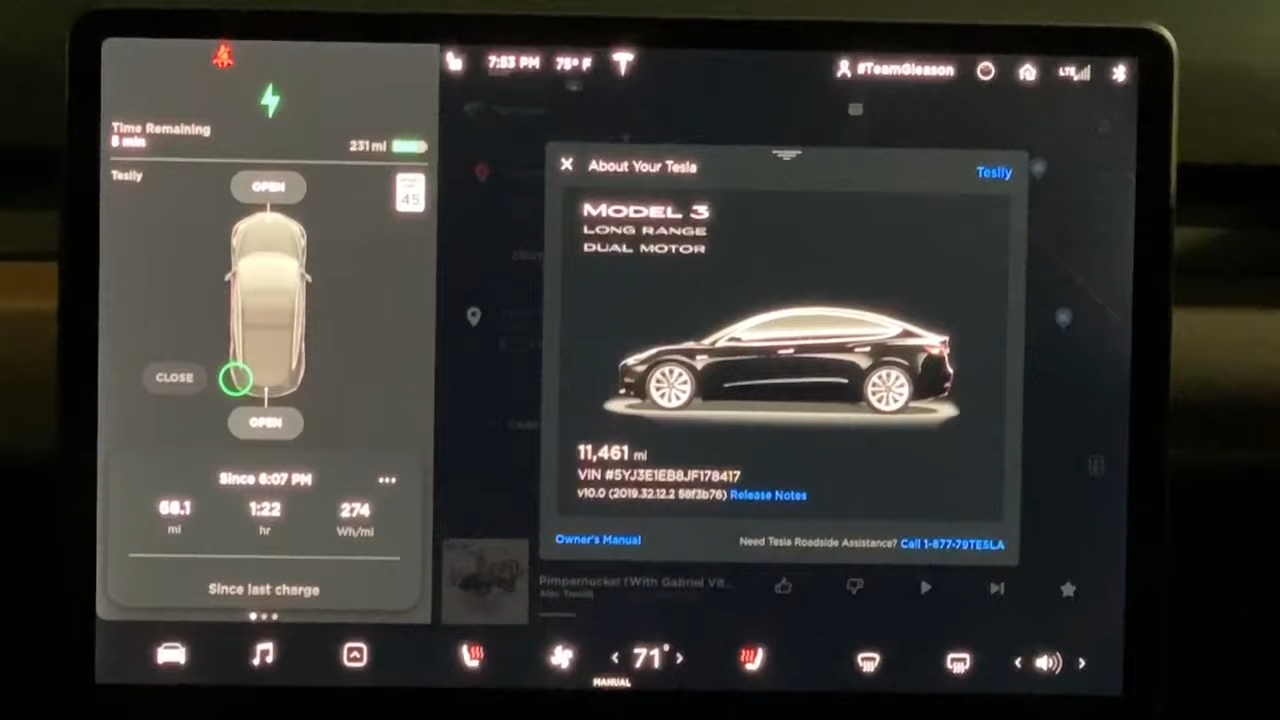 7:53 PM 75° F #TeamGleason LTE
Time Remaining
5 min
231 mi
Teslly
OPEN
45
CLOSE
OPEN
Since 6:07 PM
68.1 1:22 274
mi hr Wh/mi
Since last charge
About Your Tesla Teslly
MODEL 3
LONG RANGE
DUAL MOTOR
11,461 mi
VIN #5YJ3E1EB8JF178417
v10.0 (2019.32.12.2 58f3b76) Release Notes
Owner's Manual Need Tesla Roadside Assistance? Call 1-877-79TESLA
Pimpernockel (With Gabriel Vit...
71°
MANUAL